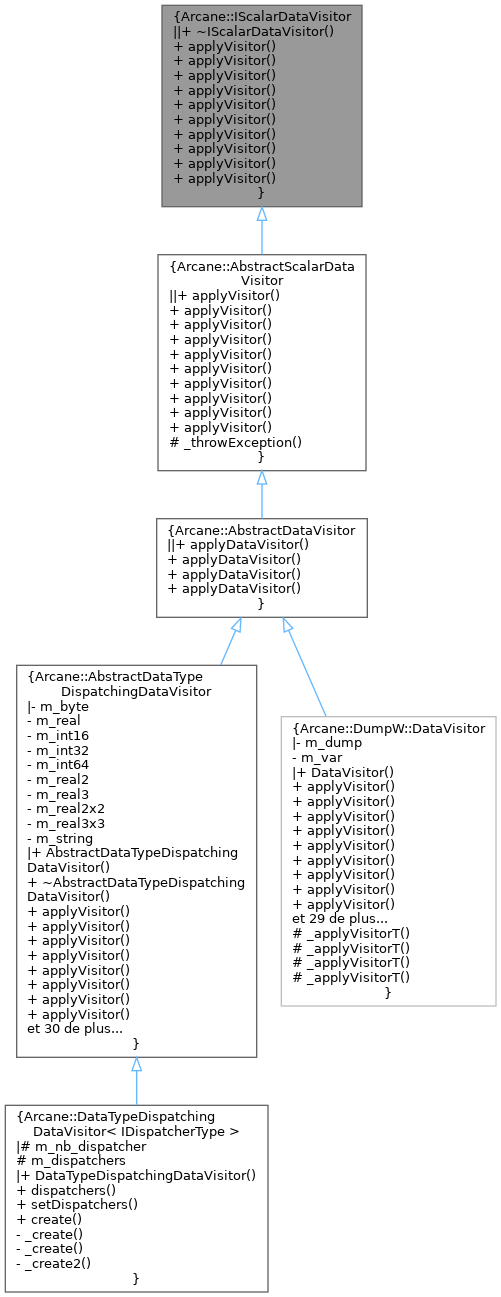 {Arcane::IScalarDataVisitor
||+ ~IScalarDataVisitor()
+ applyVisitor()
+ applyVisitor()
+ applyVisitor()
+ applyVisitor()
+ applyVisitor()
+ applyVisitor()
+ applyVisitor()
+ applyVisitor()
+ applyVisitor()
+ applyVisitor()
}
{Arcane::AbstractScalarData
Visitor
||+ applyVisitor()
+ applyVisitor()
+ applyVisitor()
+ applyVisitor()
+ applyVisitor()
+ applyVisitor()
+ applyVisitor()
+ applyVisitor()
+ applyVisitor()
+ applyVisitor()
# _throwException()
}
{Arcane::AbstractDataVisitor
||+ applyDataVisitor()
+ applyDataVisitor()
+ applyDataVisitor()
+ applyDataVisitor()
}
{Arcane::AbstractDataType
DispatchingDataVisitor
|- m_byte
- m_real
- m_int16
- m_int32
- m_int64
- m_real2
- m_real3
- m_real2x2
- m_real3x3
- m_string
|+ AbstractDataTypeDispatching
DataVisitor()
+ ~AbstractDataTypeDispatching
DataVisitor()
+ applyVisitor()
+ applyVisitor()
+ applyVisitor()
+ applyVisitor()
+ applyVisitor()
+ applyVisitor()
+ applyVisitor()
+ applyVisitor()
et 30 de plus...
}
{Arcane::DumpW::DataVisitor
|- m_dump
- m_var
|+ DataVisitor()
+ applyVisitor()
+ applyVisitor()
+ applyVisitor()
+ applyVisitor()
+ applyVisitor()
+ applyVisitor()
+ applyVisitor()
+ applyVisitor()
+ applyVisitor()
et 29 de plus...
# _applyVisitorT()
# _applyVisitorT()
# _applyVisitorT()
# _applyVisitorT()
}
{Arcane::DataTypeDispatching
DataVisitor< IDispatcherType >
|# m_nb_dispatcher
# m_dispatchers
|+ DataTypeDispatchingDataVisitor()
+ dispatchers()
+ setDispatchers()
+ create()
- _create()
- _create()
- _create2()
}